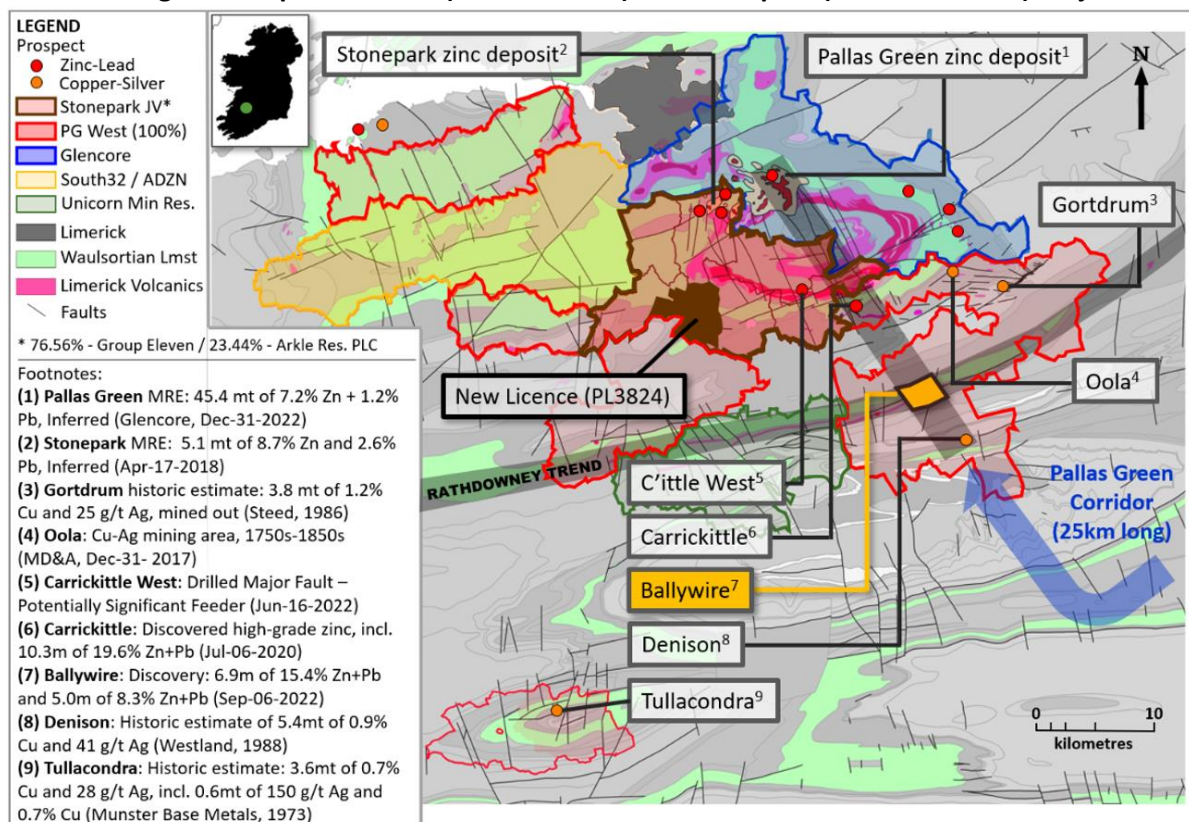 LEGEND
Prospect
Zinc-Lead
Copper-Silver
Stonepark JV*
PG West (100%)
Glencore
South32 / ADZN
Unicorn Min Res.
Limerick
Waulsortian Lmst
Limerick Volcanics
Faults
* 76.56% - Group Eleven / 23.44% - Arkle Res. PLC
Footnotes:
(1) Pallas Green MRE: 45.4 mt of 7.2% Zn + 1.2%
Pb, Inferred (Glencore, Dec-31-2022)
(2) Stonepark MRE: 5.1 mt of 8.7% Zn and 2.6%
Pb, Inferred (Apr-17-2018)
(3) Gortdrum historic estimate: 3.8 mt of 1.2%
Cu and 25 g/t Ag, mined out (Steed, 1986)
(4) Oola: Cu-Ag mining area, 1750s-1850s
(MD&A, Dec-31- 2017)
(5) Carrickittle West: Drilled Major Fault –
Potentially Significant Feeder (Jun-16-2022)
(6) Carrickittle: Discovered high-grade zinc, incl.
10.3m of 19.6% Zn+Pb (Jul-06-2020)
(7) Ballywire: Discovery: 6.9m of 15.4% Zn+Pb
and 5.0m of 8.3% Zn+Pb (Sep-06-2022)
(8) Denison: Historic estimate of 5.4mt of 0.9%
Cu and 41 g/t Ag (Westland, 1988)
(9) Tullacondra: Historic estimate: 3.6mt of 0.7%
Cu and 28 g/t Ag, incl. 0.6mt of 150 g/t Ag and
0.7% Cu (Munster Base Metals, 1973)
Stonepark zinc deposit²
Pallas Green zinc deposit¹
N
Gortdrum³
New Licence (PL3824)
Oola⁴
RATHDOWNEY TREND
C'ittle West⁵
Carrickittle⁶
Ballywire⁷
Denison⁸
Tullacondra⁹
Pallas Green
Corridor
(25km long)
0 10
kilometres